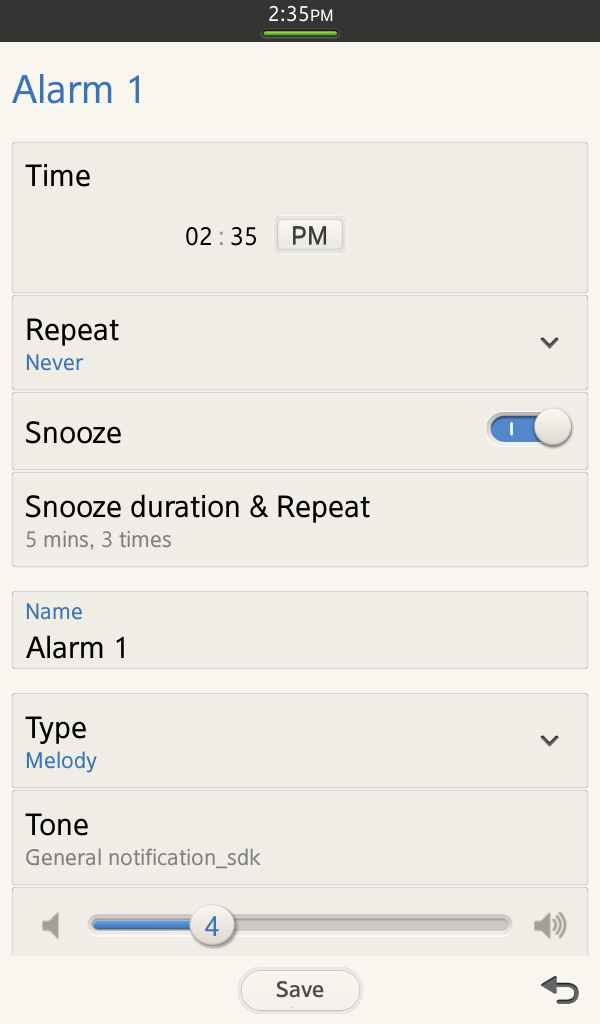 2:35PM
Alarm 1
Time
02 : 35 PM
Repeat
Never
Snooze
Snooze duration & Repeat
5 mins, 3 times
Name
Alarm 1
Type
Melody
Tone
General notification_sdk
4
Save